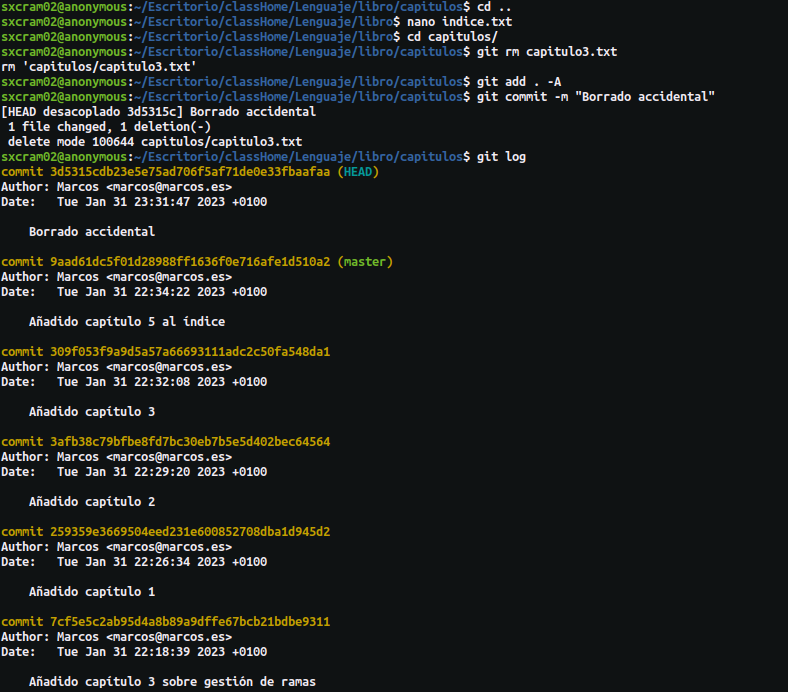 sxcram02@anonymous:~/Escritorio/classHome/Lenguaje/libro/capitulos$ cd ..
sxcram02@anonymous:~/Escritorio/classHome/Lenguaje/libro$ nano indice.txt
sxcram02@anonymous:~/Escritorio/classHome/Lenguaje/libro$ cd capitulos/
sxcram02@anonymous:~/Escritorio/classHome/Lenguaje/libro/capitulos$ git rm capitulo3.txt
rm 'capitulos/capitulo3.txt'
sxcram02@anonymous:~/Escritorio/classHome/Lenguaje/libro/capitulos$ git add . -A
sxcram02@anonymous:~/Escritorio/classHome/Lenguaje/libro/capitulos$ git commit -m "Borrado accidental"
[HEAD desacoplado 3d5315c] Borrado accidental
 1 file changed, 1 deletion(-)
 delete mode 100644 capitulos/capitulo3.txt
sxcram02@anonymous:~/Escritorio/classHome/Lenguaje/libro/capitulos$ git log
commit 3d5315cdb23e5e75ad706f5af71de0e33fbaafaa (HEAD)
Author: Marcos <marcos@marcos.es>
Date:   Tue Jan 31 23:31:47 2023 +0100

    Borrado accidental

commit 9aad61dc5f01d28988ff1636f0e716afe1d510a2 (master)
Author: Marcos <marcos@marcos.es>
Date:   Tue Jan 31 22:34:22 2023 +0100

    Añadido capítulo 5 al índice

commit 309f053f9a9d5a57a66693111adc2c50fa548da1
Author: Marcos <marcos@marcos.es>
Date:   Tue Jan 31 22:32:08 2023 +0100

    Añadido capítulo 3

commit 3afb38c79bfbe8fd7bc30eb7b5e5d402bec64564
Author: Marcos <marcos@marcos.es>
Date:   Tue Jan 31 22:29:20 2023 +0100

    Añadido capítulo 2

commit 259359e3669504eed231e600852708dba1d945d2
Author: Marcos <marcos@marcos.es>
Date:   Tue Jan 31 22:26:34 2023 +0100

    Añadido capítulo 1

commit 7cf5e5c2ab95d4a8b89a9dffe67bcb21bdbe9311
Author: Marcos <marcos@marcos.es>
Date:   Tue Jan 31 22:18:39 2023 +0100

    Añadido capítulo 3 sobre gestión de ramas